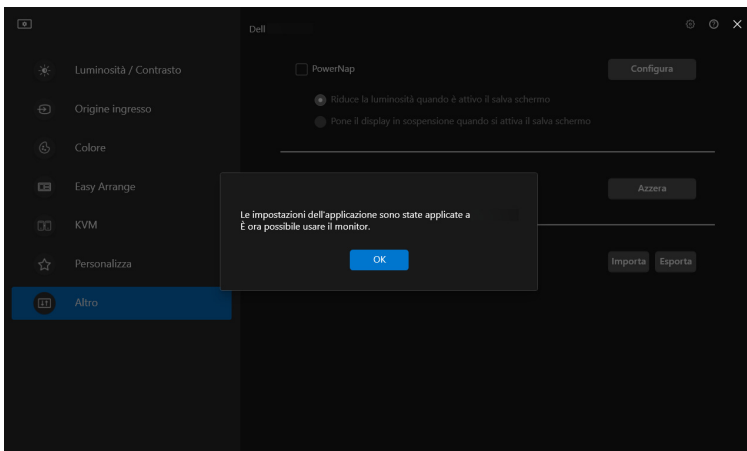 Dell
Luminosità / Contrasto
PowerNap
Configura
Riduce la luminosità quando è attivo il salva schermo
Origine ingresso
Pone il display in sospensione quando si attiva il salva schermo
Colore
Easy Arrange
Azzera
Le impostazioni dell'applicazione sono state applicate a
È ora possibile usare il monitor.
KVM
OK
Personalizza
Importa Esporta
Altro